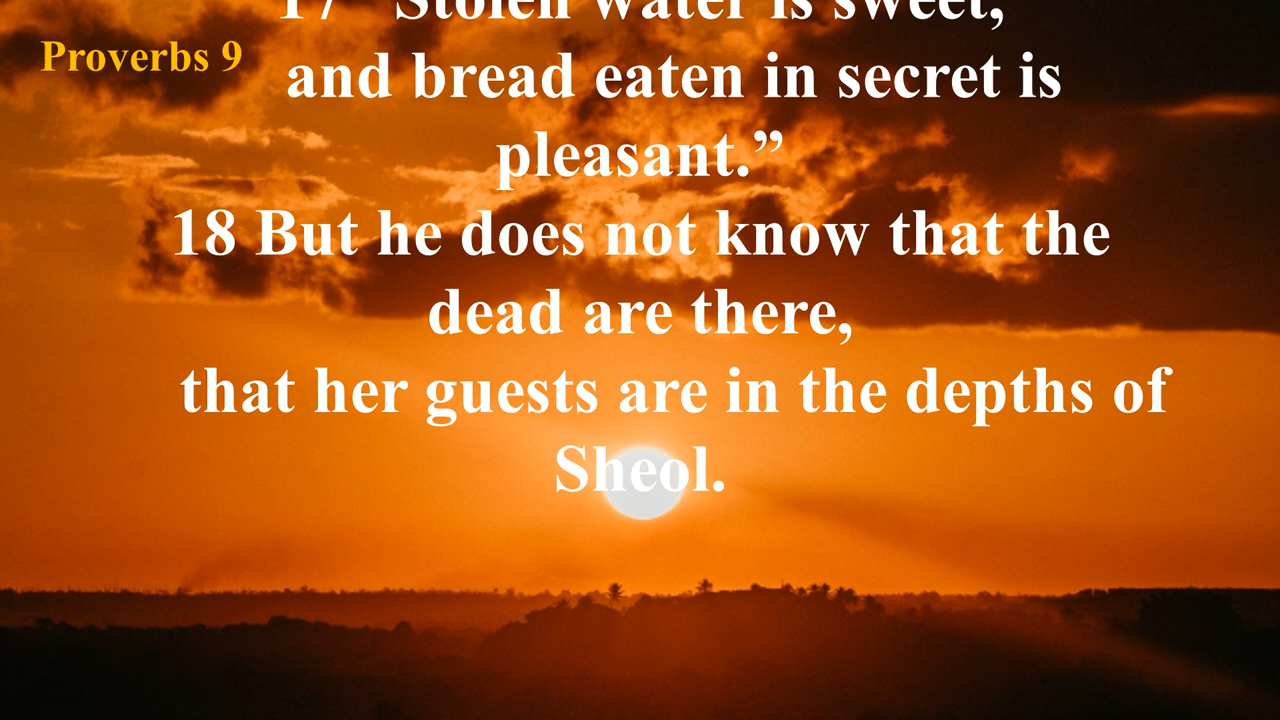 Proverbs 9
17 “Stolen water is sweet,
and bread eaten in secret is
pleasant.”
18 But he does not know that the
dead are there,
that her guests are in the depths of
Sheol.